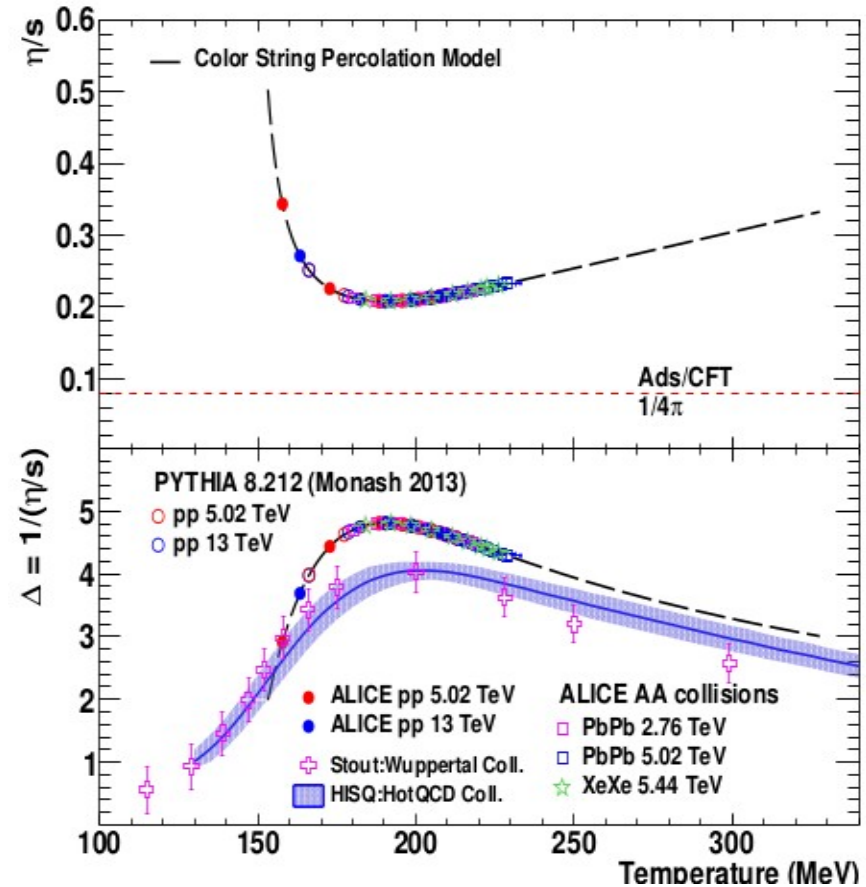 η/s
0.6
0.5
0.4
0.3
0.2
0.1
— Color String Percolation Model
Ads/CFT
1/4π
Δ = 1/(η/s)
5
4
3
2
1
PYTHIA 8.212 (Monash 2013)
pp 5.02 TeV
pp 13 TeV
ALICE pp 5.02 TeV
ALICE pp 13 TeV
Stout:Wuppertal Coll.
HISQ:HotQCD Coll.
ALICE AA collisions
PbPb 2.76 TeV
PbPb 5.02 TeV
XeXe 5.44 TeV
100 150 200 250 300
Temperature (MeV)